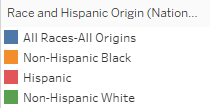 Race and Hispanic Origin (Nation...
All Races-All Origins
Non-Hispanic Black
Hispanic
Non-Hispanic White